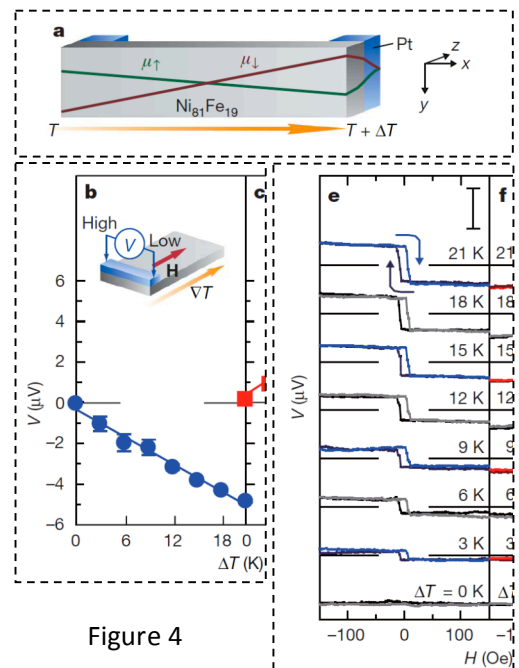 a
Pt
μ↑
μ↓
Ni81Fe19
T
T + ΔT
z
x
y
b
c
High
V
Low
H
∇T
V (μV)
6
4
2
0
−2
−4
−6
0
6
12
18
0
ΔT (K)
e
f
21 K
21
18 K
18
15 K
15
12 K
12
9 K
9
6 K
6
3 K
3
ΔT = 0 K
Δ
V (μV)
−100
0
100
−1
H (Oe)
Figure 4